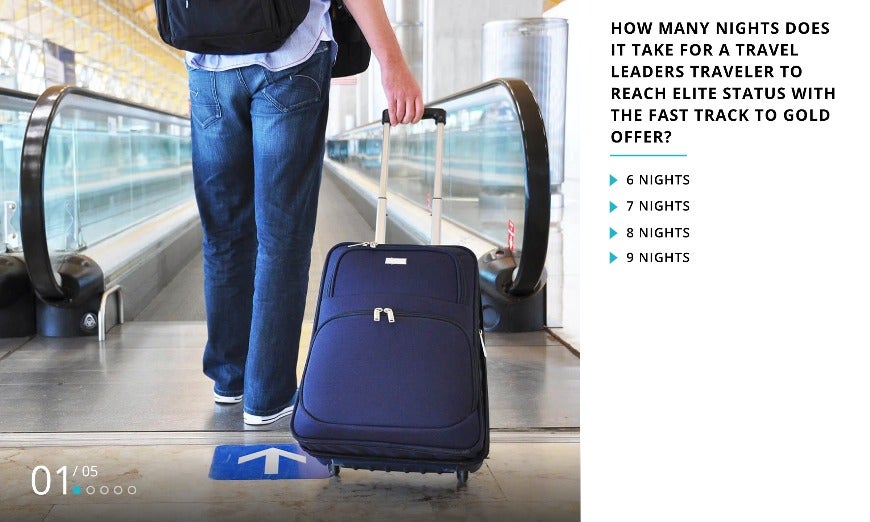 HOW MANY NIGHTS DOES
IT TAKE FOR A TRAVEL
LEADERS TRAVELER TO
REACH ELITE STATUS WITH
THE FAST TRACK TO GOLD
OFFER?
6 NIGHTS
7 NIGHTS
8 NIGHTS
9 NIGHTS
01/05